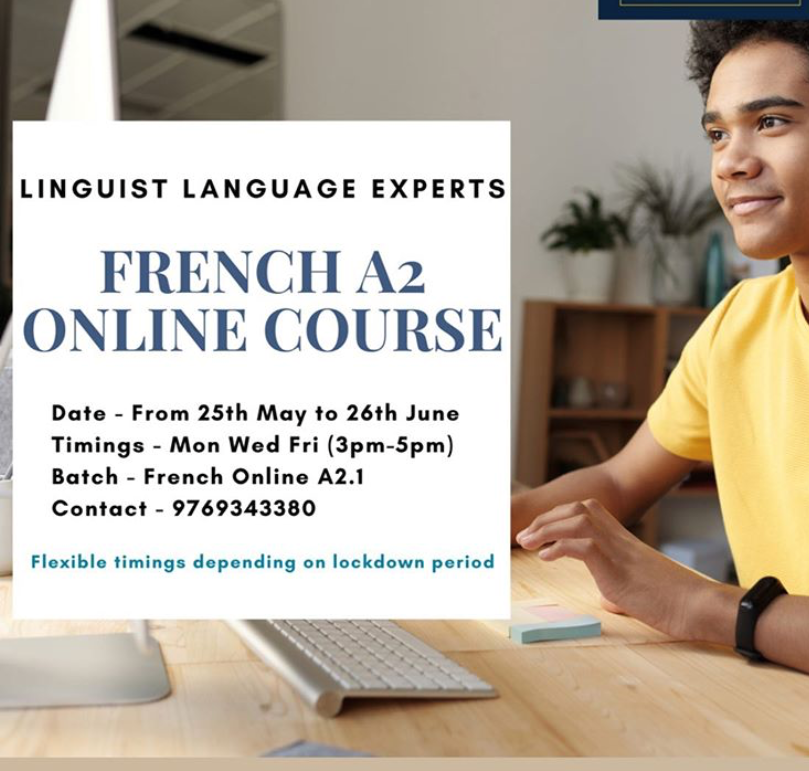 LINGUIST LANGUAGE EXPERTS
FRENCH A2
ONLINE COURSE
Date - From 25th May to 26th June
Timings - Mon Wed Fri (3pm-5pm)
Batch - French Online A2.1
Contact - 9769343380
Flexible timings depending on lockdown period